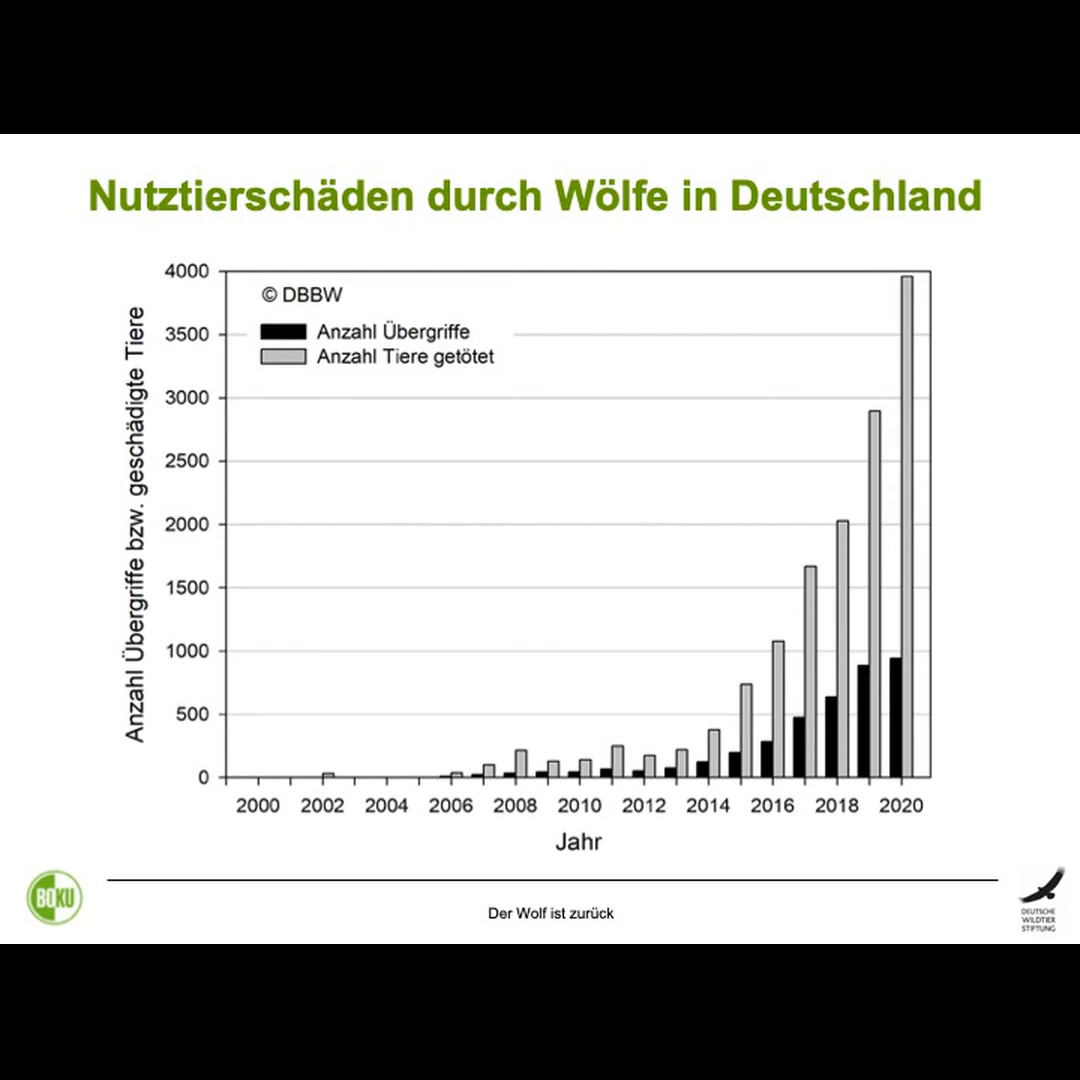 Nutztierschäden durch Wölfe in Deutschland
Anzahl Übergriffe bzw. geschädigte Tiere
4000
3500
3000
2500
2000
1500
1000
500
0
© DBBW
Anzahl Übergriffe
Anzahl Tiere getötet
2000 2002 2004 2006 2008 2010 2012 2014 2016 2018 2020
Jahr
BOKU
Der Wolf ist zurück
DEUTSCHE
WILDTIER
STIFTUNG